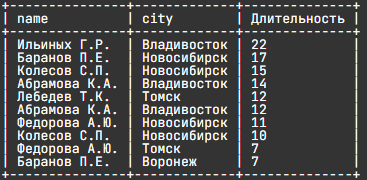 name | city | Длительность
Ильиных Г.Р. | Владивосток | 22
Баранов П.Е. | Новосибирск | 17
Колесов С.П. | Новосибирск | 15
Абрамова К.А. | Владивосток | 14
Лебедев Т.К. | Томск | 12
Абрамова К.А. | Владивосток | 12
Федорова А.Ю. | Новосибирск | 11
Колесов С.П. | Новосибирск | 10
Федорова А.Ю. | Томск | 7
Баранов П.Е. | Воронеж | 7